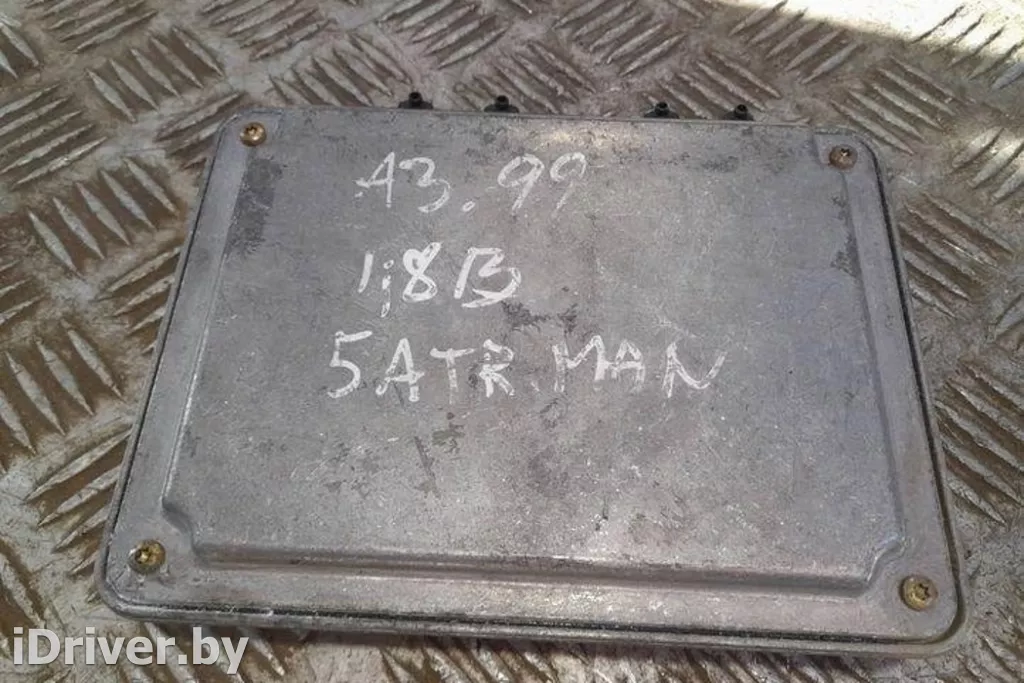 A3. 99
1;8B
5ATR.MAN
iDriver.by